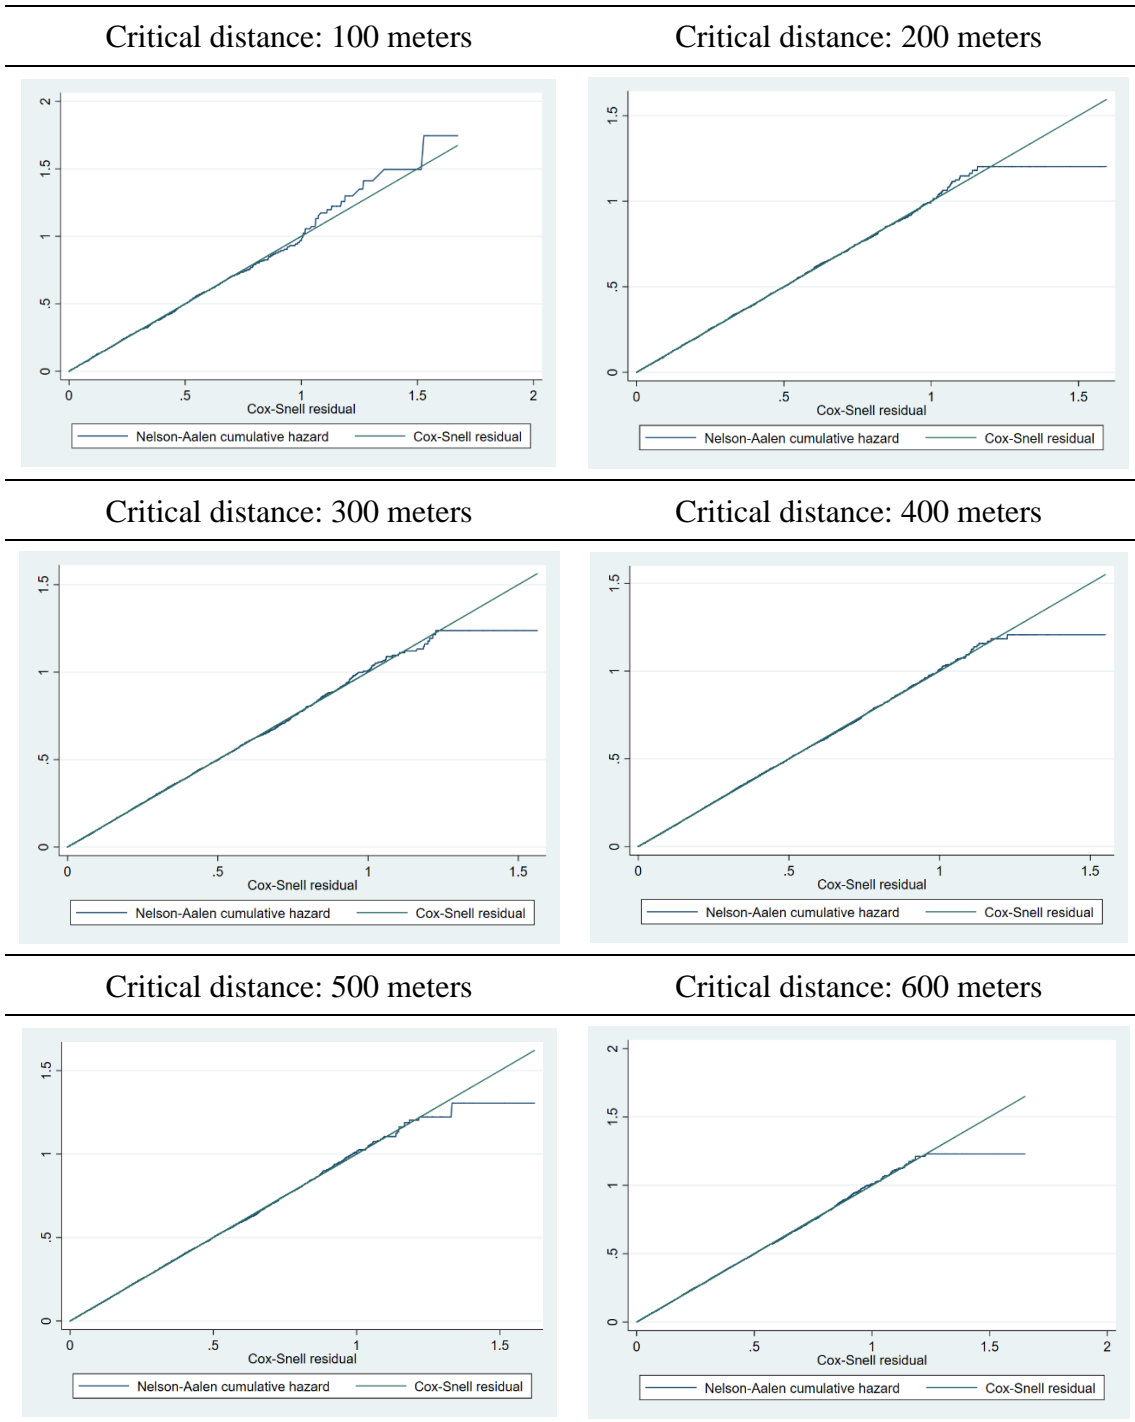 Critical distance: 100 meters
Critical distance: 200 meters
2
1.5
1
.5
0
0 .5 1 1.5 2
Cox-Snell residual
Nelson-Aalen cumulative hazard Cox-Snell residual
1.5
1
.5
0
0 .5 1 1.5
Cox-Snell residual
Nelson-Aalen cumulative hazard Cox-Snell residual
Critical distance: 300 meters
Critical distance: 400 meters
1.5
1
.5
0
0 .5 1 1.5
Cox-Snell residual
Nelson-Aalen cumulative hazard Cox-Snell residual
1.5
1
.5
0
0 .5 1 1.5
Cox-Snell residual
Nelson-Aalen cumulative hazard Cox-Snell residual
Critical distance: 500 meters
Critical distance: 600 meters
1.5
1
.5
0
0 .5 1 1.5
Cox-Snell residual
Nelson-Aalen cumulative hazard Cox-Snell residual
2
1.5
1
.5
0
0 .5 1 1.5 2
Cox-Snell residual
Nelson-Aalen cumulative hazard Cox-Snell residual